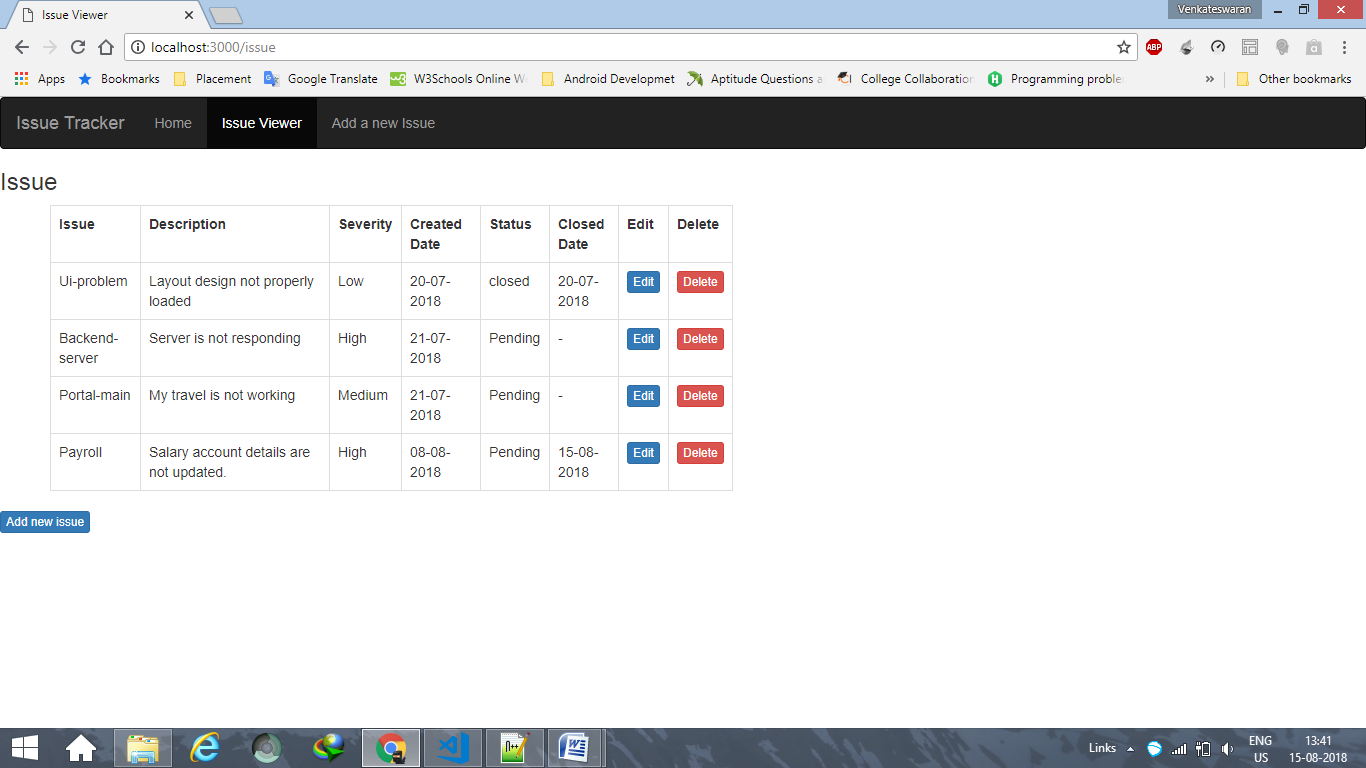 Issue Viewer
Venkateswaran
localhost:3000/issue
ABP
Apps Bookmarks Placement Google Translate W3Schools Online W Android Developmet Aptitude Questions a College Collaboration Programming proble » Other bookmarks
Issue Tracker Home Issue Viewer Add a new Issue
Issue
Issue Description Severity Created Status Closed Edit Delete
Date Date
Ui-problem Layout design not properly Low 20-07- closed 20-07- Edit Delete
loaded 2018 2018
Backend- Server is not responding High 21-07- Pending - Edit Delete
server 2018
Portal-main My travel is not working Medium 21-07- Pending - Edit Delete
2018
Payroll Salary account details are High 08-08- Pending 15-08- Edit Delete
not updated. 2018 2018
Add new issue
Links ENG 13:41
US 15-08-2018